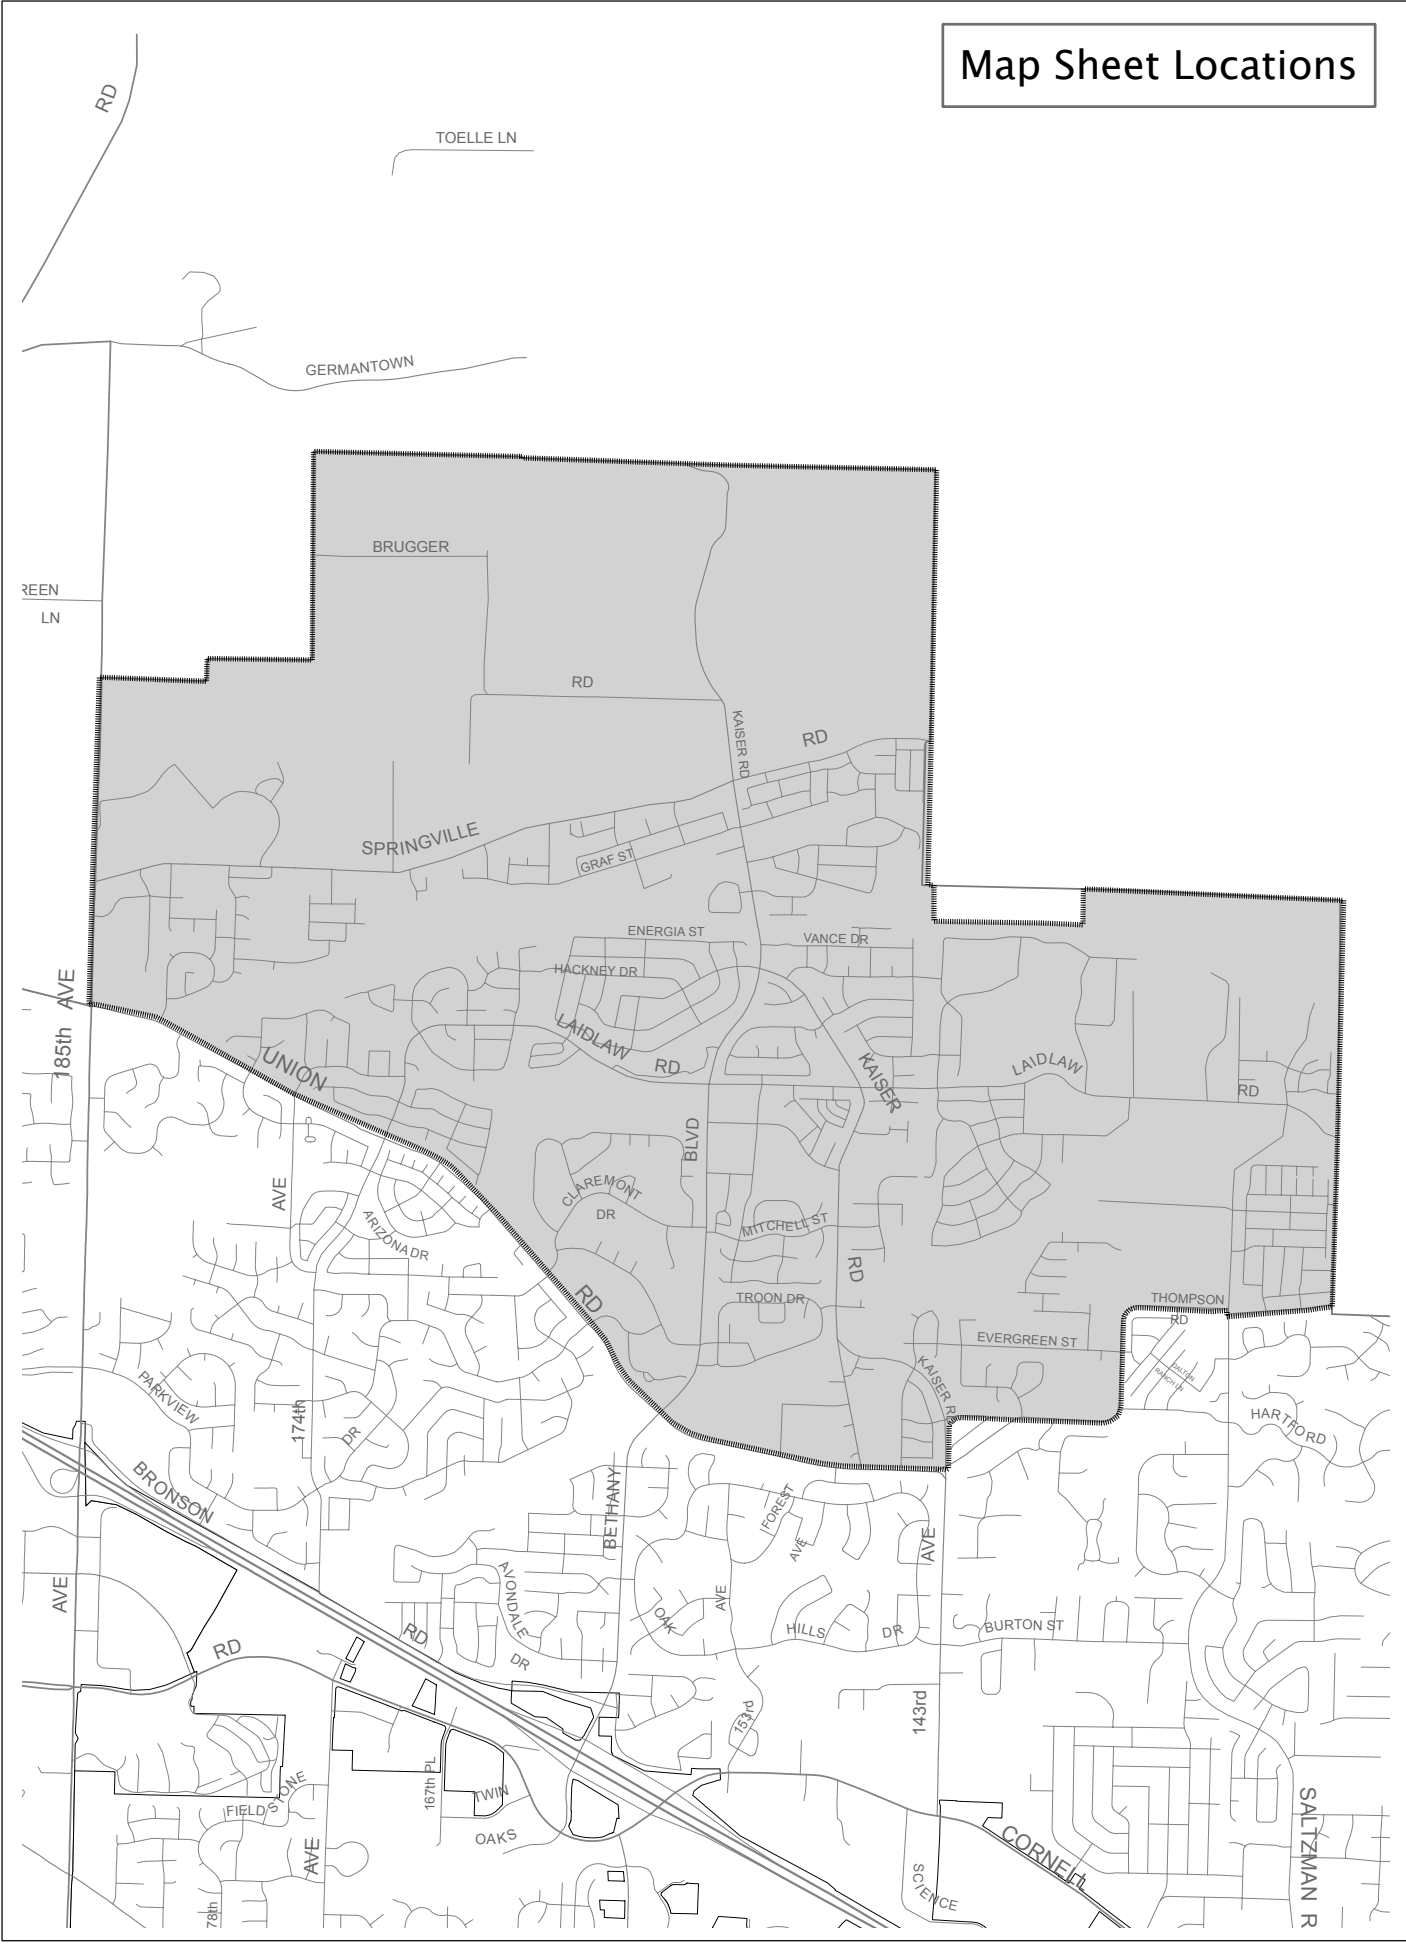 Map Sheet Locations
RD
TOELLE LN
GERMANTOWN
BRUGGER
REEN
LN
RD
KAISER RD
RD
SPRINGVILLE
GRAF ST
ENERGIA ST
VANCE DR
HACKNEY DR
185th AVE
LAIDLAW RD
UNION
KAISER
LAIDLAW
RD
BLVD
CLAREMONT
DR
AVE
ARIZONA DR
MITCHELL ST
RD
RD
TROON DR
THOMPSON
RD
EVERGREEN ST
DALTON
RANCH LN
KAISER R
PARKVIEW
174th
DR
HARTFORD
BRONSON
BETHANY
FOREST
AVE
AVE
AVE
AVONDALE
DR
AVE
OAK
HILLS
DR
BURTON ST
RD
RD
153rd
143rd
167th PL
TWIN
OAKS
FIELDSTONE
AVE
78th
CORNELL
SCIENCE
SALTZMAN R